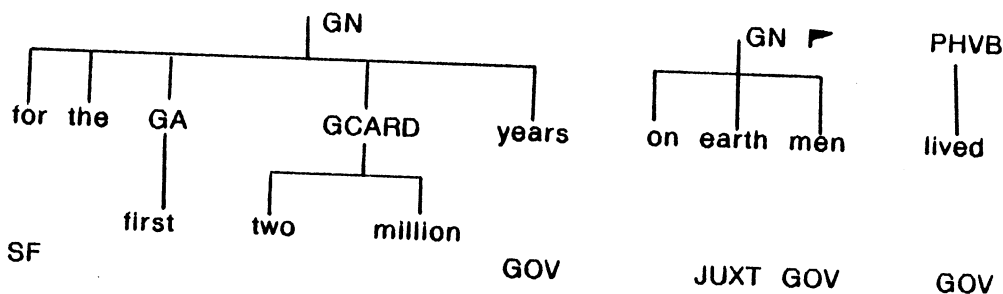 GN GN PHVB
for the GA GCARD years on earth men lived
first two million
SF GOV JUXT GOV GOV